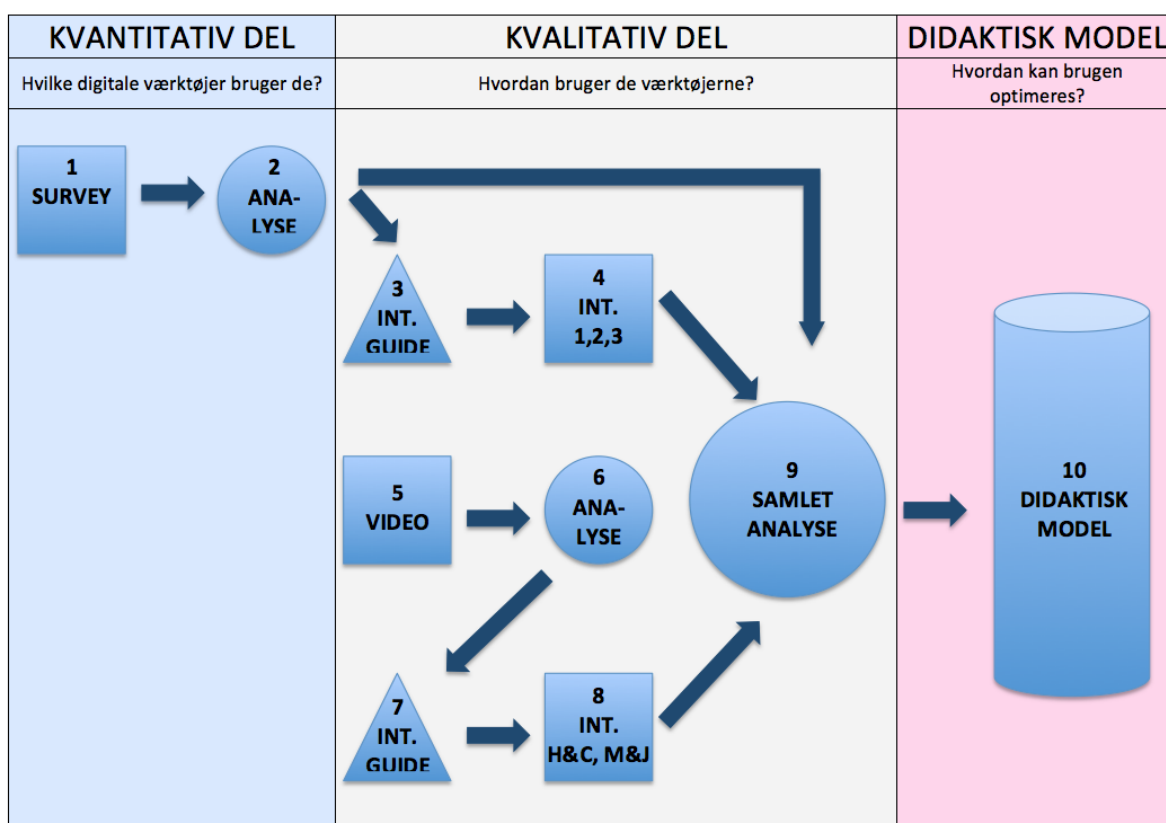 KVANTITATIV DEL
Hvilke digitale værktøjer bruger de?
KVALITATIV DEL
Hvordan bruger de værktøjerne?
DIDAKTISK MODEL
Hvordan kan brugen
optimeres?
1
SURVEY
2
ANA-
LYSE
3
INT.
GUIDE
4
INT.
1,2,3
5
VIDEO
6
ANA-
LYSE
7
INT.
GUIDE
8
INT.
H&C, M&J
9
SAMLET
ANALYSE
10
DIDAKTISK
MODEL